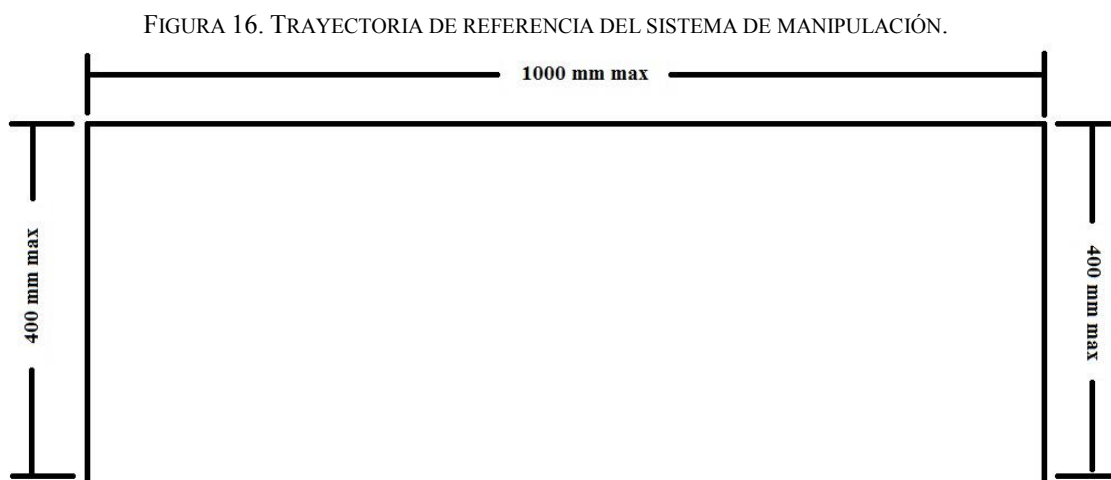 FIGURA 16. TRAYECTORIA DE REFERENCIA DEL SISTEMA DE MANIPULACIÓN.
1000 mm max
400 mm max
400 mm max